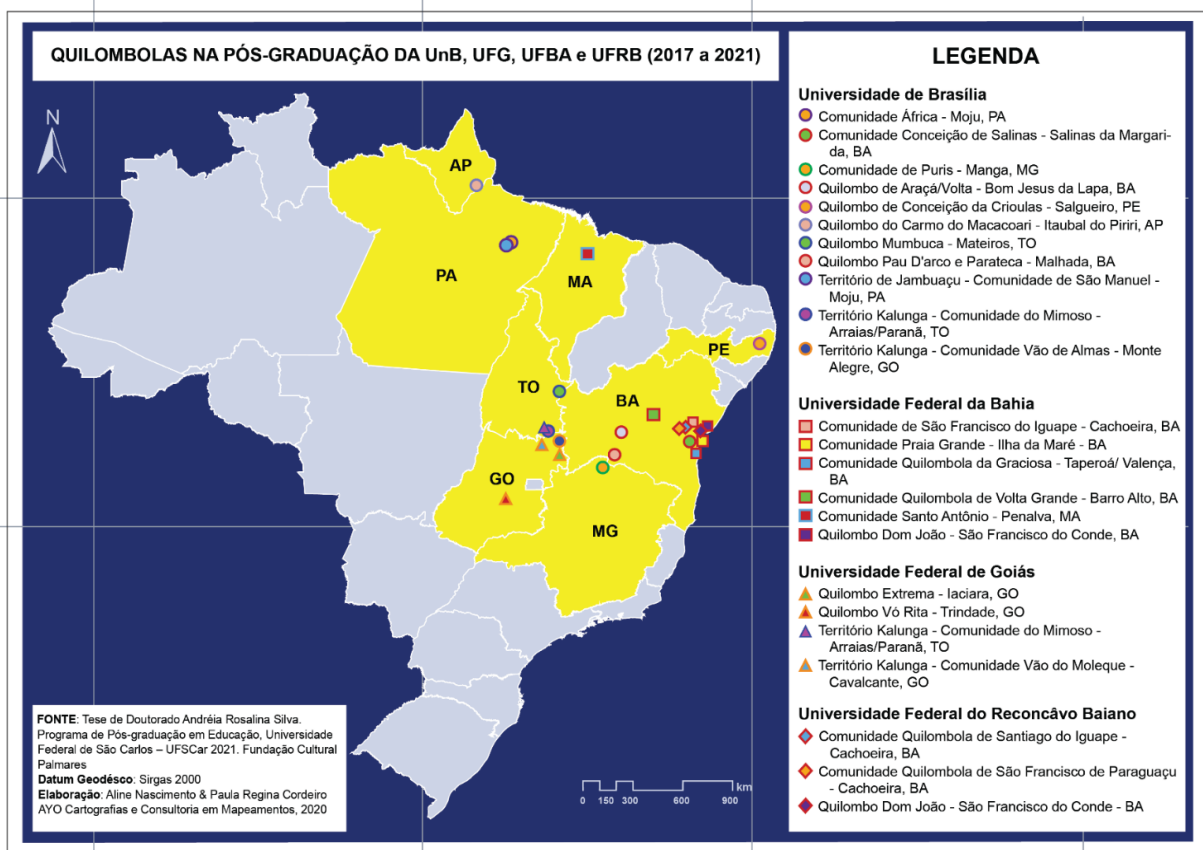 QUILOMBOLAS NA PÓS-GRADUAÇÃO DA UnB, UFG, UFBA e UFRB (2017 a 2021)
N
AP
PA
MA
PE
TO
BA
GO
MG
FONTE: Tese de Doutorado Andréia Rosalina Silva.
Programa de Pós-graduação em Educação, Universidade
Federal de São Carlos – UFSCar 2021. Fundação Cultural
Palmares
Datum Geodésco: Sirgas 2000
Elaboração: Aline Nascimento & Paula Regina Cordeiro
AYO Cartografias e Consultoria em Mapeamentos, 2020
km
0 150 300 600 900
LEGENDA
Universidade de Brasília
Comunidade África - Moju, PA
Comunidade Conceição de Salinas - Salinas da Margari-
da, BA
Comunidade de Puris - Manga, MG
Quilombo de Araçá/Volta - Bom Jesus da Lapa, BA
Quilombo de Conceição da Crioulas - Salgueiro, PE
Quilombo do Carmo do Macacoari - Itaubal do Piriri, AP
Quilombo Mumbuca - Mateiros, TO
Quilombo Pau D'arco e Parateca - Malhada, BA
Território de Jambuaçu - Comunidade de São Manuel -
Moju, PA
Território Kalunga - Comunidade do Mimoso -
Arraias/Paranã, TO
Território Kalunga - Comunidade Vão de Almas - Monte
Alegre, GO
Universidade Federal da Bahia
Comunidade de São Francisco do Iguape - Cachoeira, BA
Comunidade Praia Grande - Ilha da Maré - BA
Comunidade Quilombola da Graciosa - Taperoá/ Valença,
BA
Comunidade Quilombola de Volta Grande - Barro Alto, BA
Comunidade Santo Antônio - Penalva, MA
Quilombo Dom João - São Francisco do Conde, BA
Universidade Federal de Goiás
Quilombo Extrema - Iaciara, GO
Quilombo Vó Rita - Trindade, GO
Território Kalunga - Comunidade do Mimoso -
Arraias/Paranã, TO
Território Kalunga - Comunidade Vão do Moleque -
Cavalcante, GO
Universidade Federal do Reconcâvo Baiano
Comunidade Quilombola de Santiago do Iguape -
Cachoeira, BA
Comunidade Quilombola de São Francisco de Paraguaçu
- Cachoeira, BA
Quilombo Dom João - São Francisco do Conde - BA